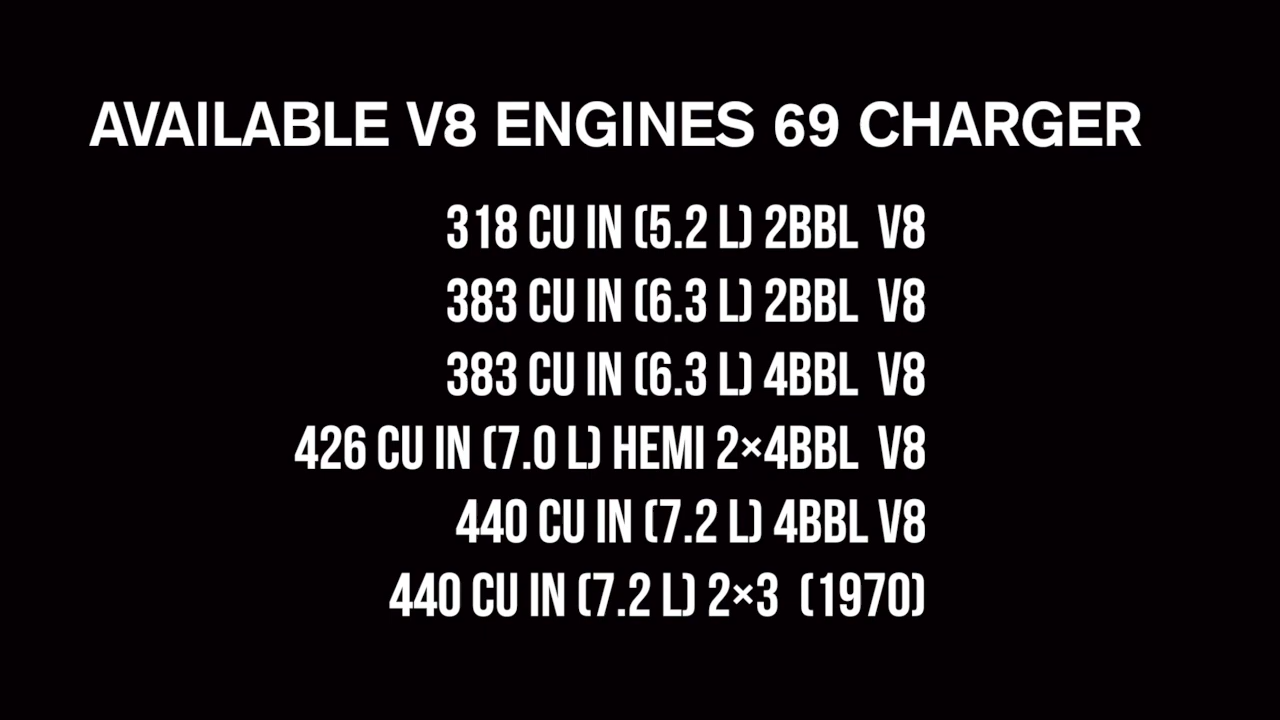 AVAILABLE V8 ENGINES 69 CHARGER
318 CU IN (5.2 L) 2BBL V8
383 CU IN (6.3 L) 2BBL V8
383 CU IN (6.3 L) 4BBL V8
426 CU IN (7.0 L) HEMI 2×4BBL V8
440 CU IN (7.2 L) 4BBL V8
440 CU IN (7.2 L) 2×3 (1970)